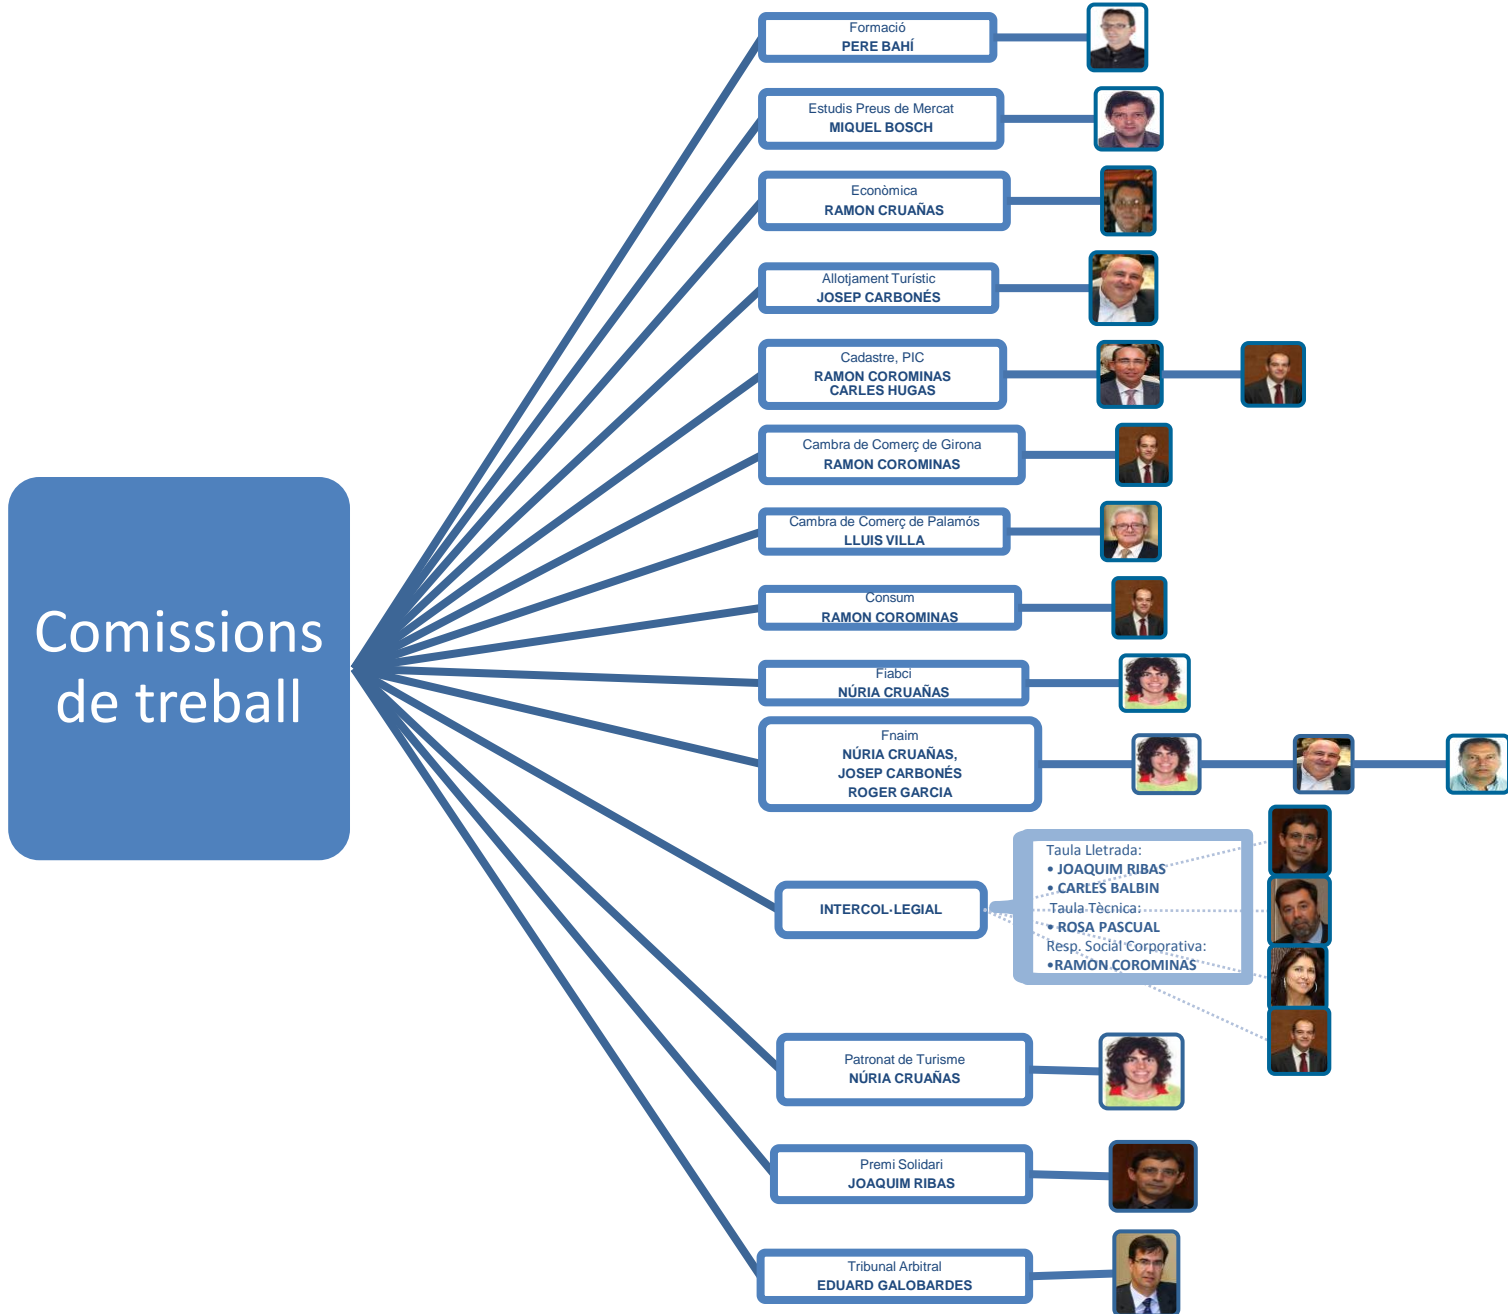 Comissions
de treball
Formació
PERE BAHÍ
Estudis Preus de Mercat
MIQUEL BOSCH
Econòmica
RAMON CRUAÑAS
Allotjament Turístic
JOSEP CARBONÉS
Cadastre, PIC
RAMON COROMINAS
CARLES HUGAS
Cambra de Comerç de Girona
RAMON COROMINAS
Cambra de Comerç de Palamós
LLUIS VILLA
Consum
RAMON COROMINAS
Fiabci
NÚRIA CRUAÑAS
Fnaim
NÚRIA CRUAÑAS,
JOSEP CARBONÉS
ROGER GARCIA
INTERCOL·LEGIAL
Taula Lletrada:
• JOAQUIM RIBAS
• CARLES BALBIN
Taula Tècnica:
• ROSA PASCUAL
Resp. Social Corporativa:
•RAMON COROMINAS
Patronat de Turisme
NÚRIA CRUAÑAS
Premi Solidari
JOAQUIM RIBAS
Tribunal Arbitral
EDUARD GALOBARDES